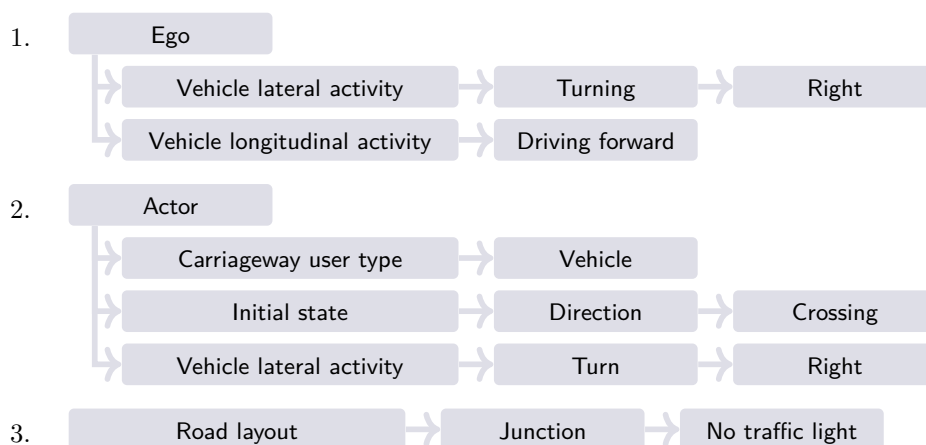 1. Ego
Vehicle lateral activity Turning Right
Vehicle longitudinal activity Driving forward
2. Actor
Carriageway user type Vehicle
Initial state Direction Crossing
Vehicle lateral activity Turn Right
3. Road layout Junction No traffic light